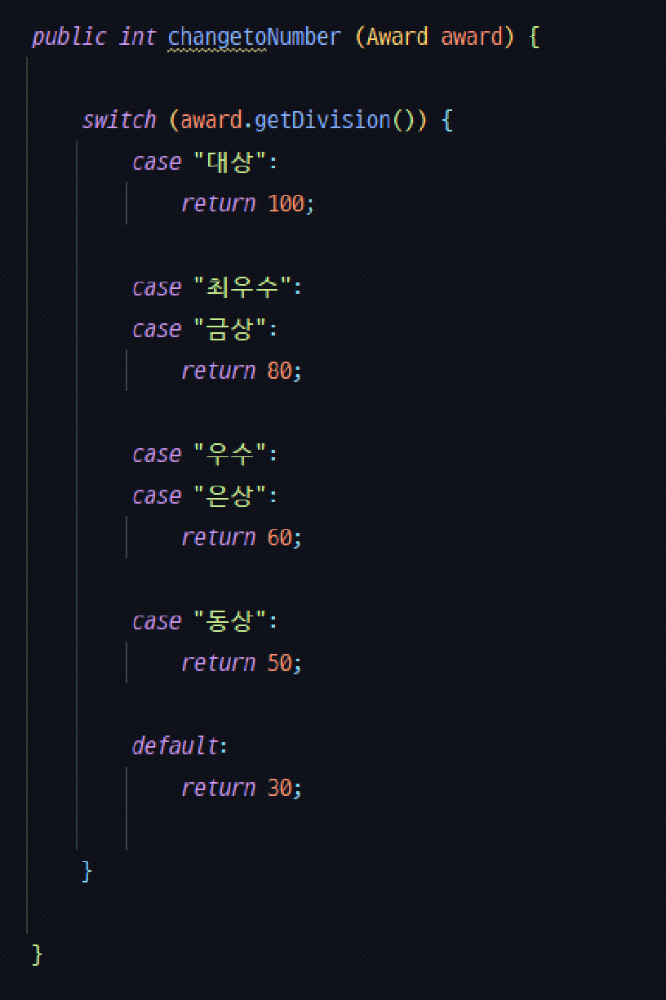 public int changetoNumber (Award award) {
switch (award.getDivision()) {
case "대상":
return 100;
case "최우수":
case "금상":
return 80;
case "우수":
case "은상":
return 60;
case "동상":
return 50;
default:
return 30;
}
}